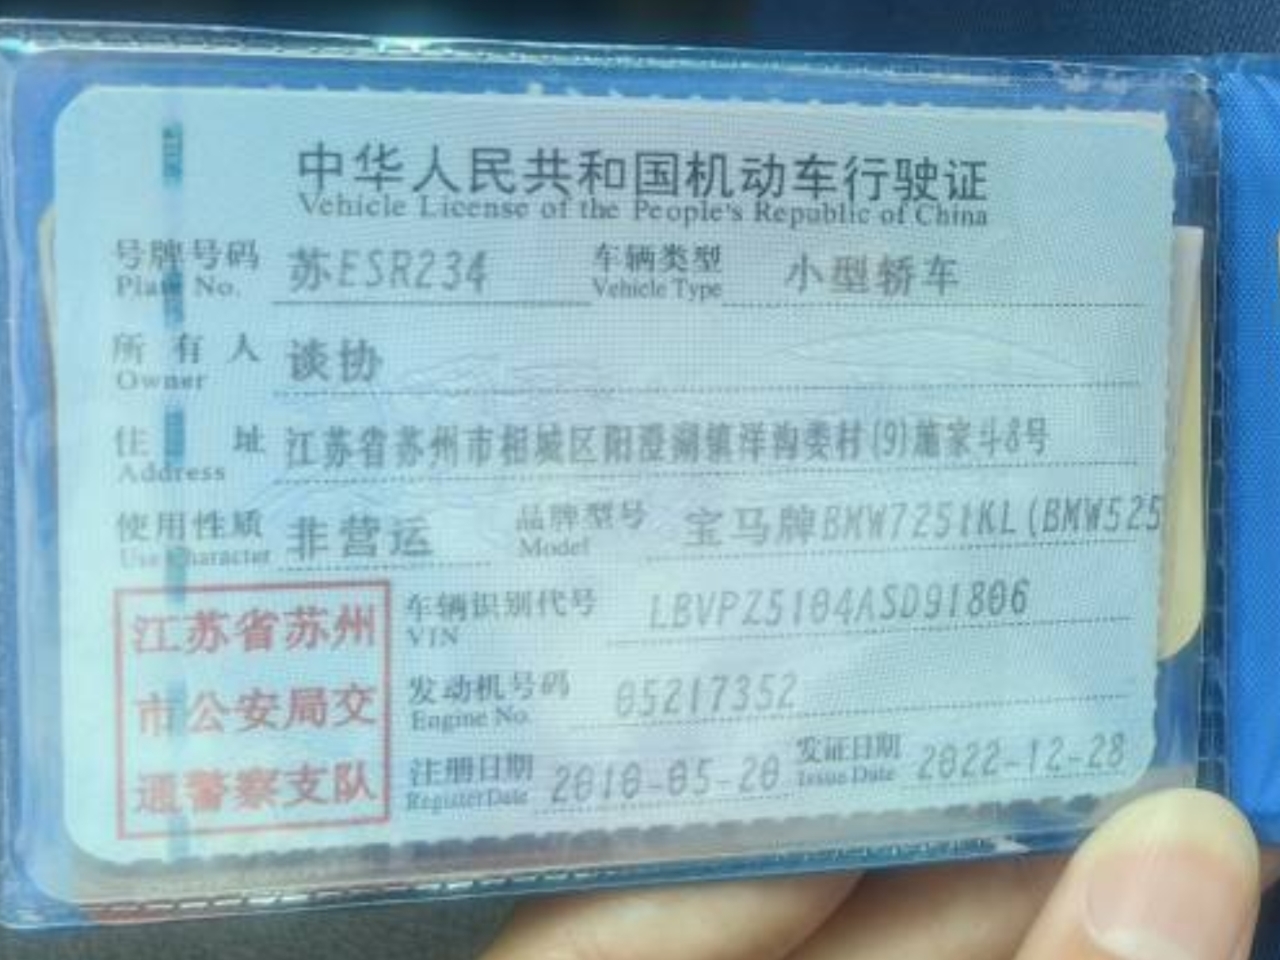 中华人民共和国机动车行驶证
Vehicle License of the People's Republic of China
号牌号码 苏ESR234 车辆类型 小型轿车
Plate No. Vehicle Type
所有人 谈协
Owner
住址 江苏省苏州市相城区阳澄湖镇洋沟娄村(9)施家斗8号
Address
使用性质 非营运 品牌型号 宝马牌BMW7251KL(BMW525
Use Character Model
江苏省苏州 车辆识别代号 LBVPZ5104ASD91806
VIN
市公安局交 发动机号码 05217352
Engine No.
通警察支队 注册日期 2010-05-20 发证日期 2022-12-28
Register Date Issue Date